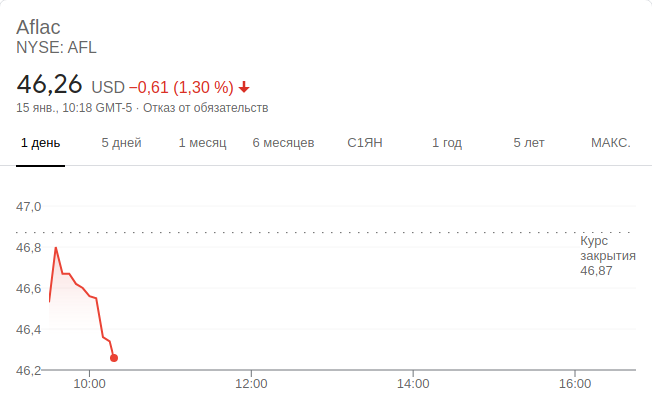 Aflac
NYSE: AFL
46,26 USD −0,61 (1,30 %)
15 янв., 10:18 GMT-5 · Отказ от обязательств
1 день 5 дней 1 месяц 6 месяцев С1ЯН 1 год 5 лет МАКС.
47,0
Курс
закрытия
46,87
46,8
46,6
46,4
46,2
10:00 12:00 14:00 16:00